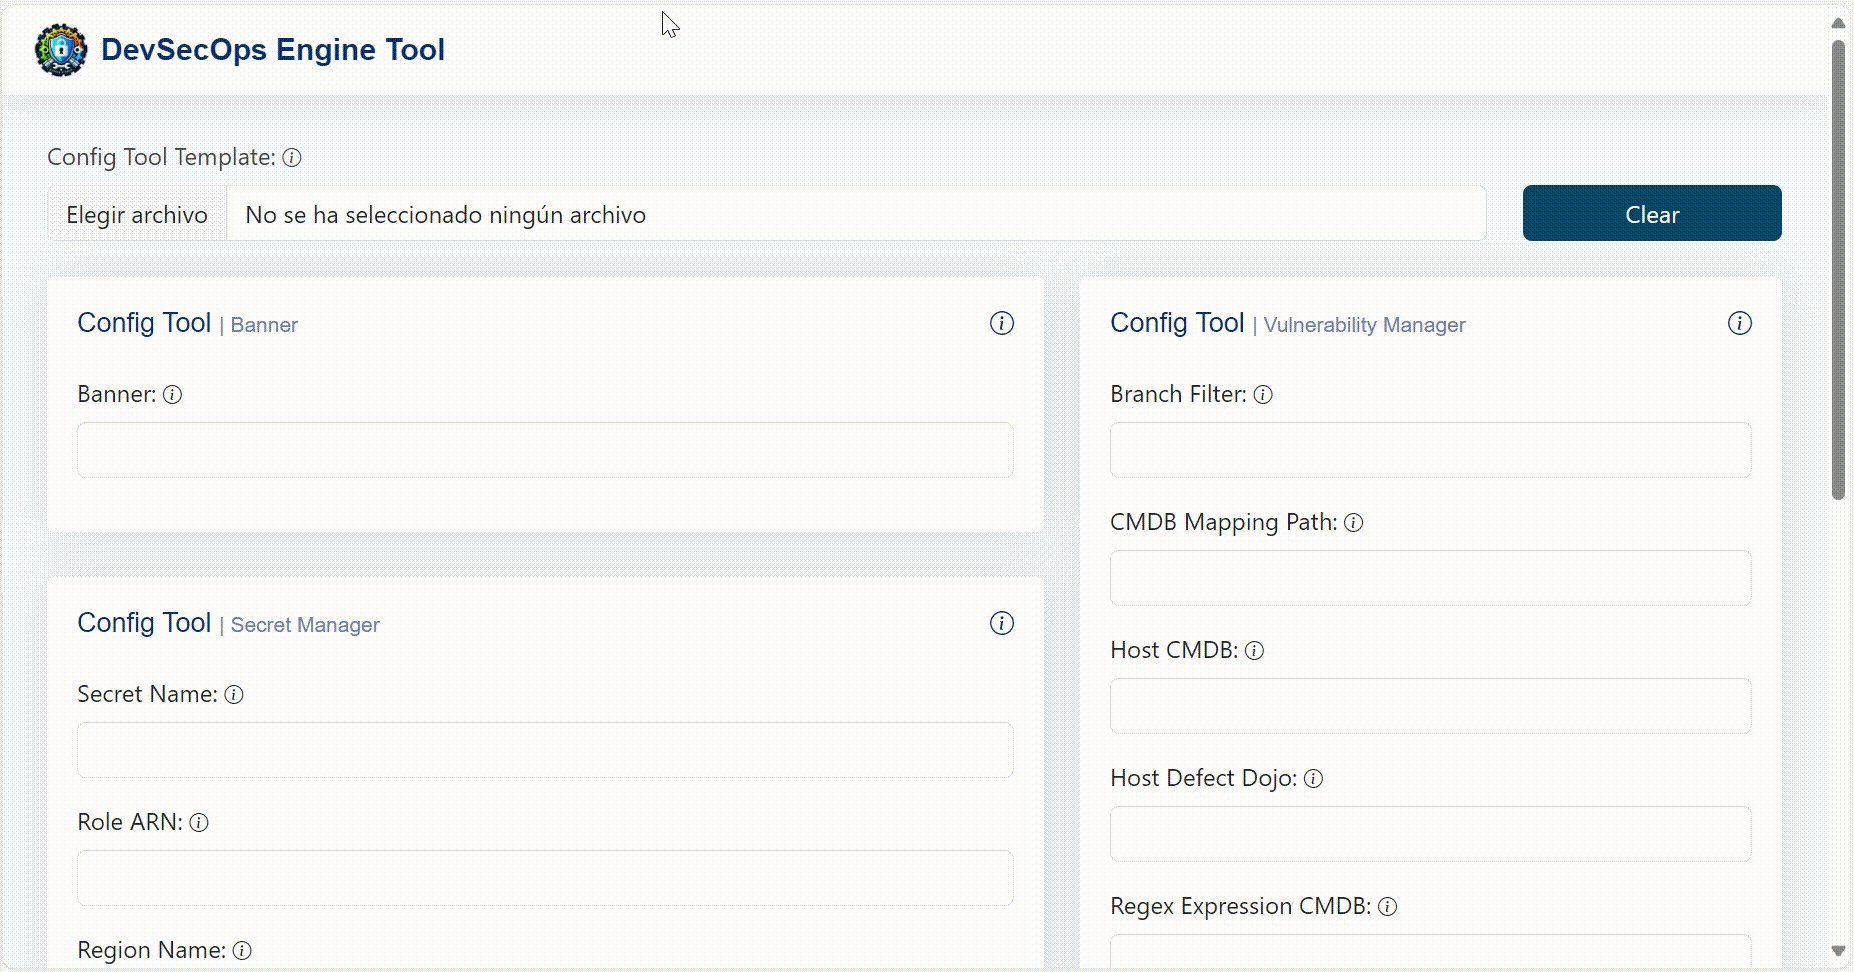 DevSecOps Engine Tool
Config Tool Template:
Elegir archivo No se ha seleccionado ningún archivo
Clear
Config Tool | Banner
Banner:
Config Tool | Secret Manager
Secret Name:
Role ARN:
Region Name:
Config Tool | Vulnerability Manager
Branch Filter:
CMDB Mapping Path:
Host CMDB:
Host Defect Dojo:
Regex Expression CMDB: